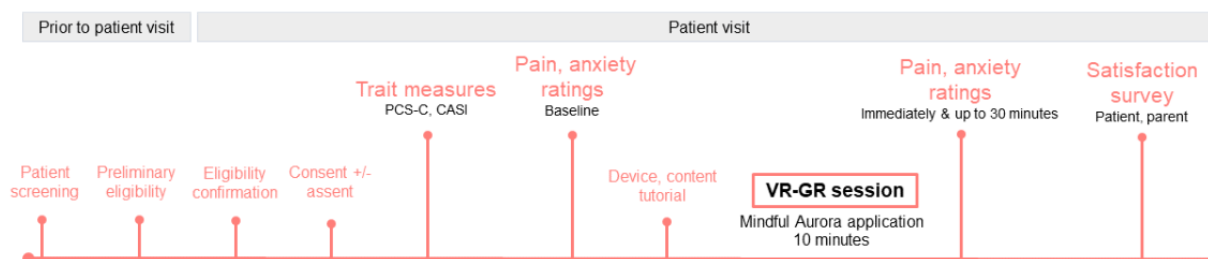 Prior to patient visit
Patient visit
Patient
screening
Preliminary
eligibility
Eligibility
confirmation
Consent +/-
assent
Trait measures
PCS-C, CASI
Pain, anxiety
ratings
Baseline
Device, content
tutorial
VR-GR session
Mindful Aurora application
10 minutes
Pain, anxiety
ratings
Immediately & up to 30 minutes
Satisfaction
survey
Patient, parent